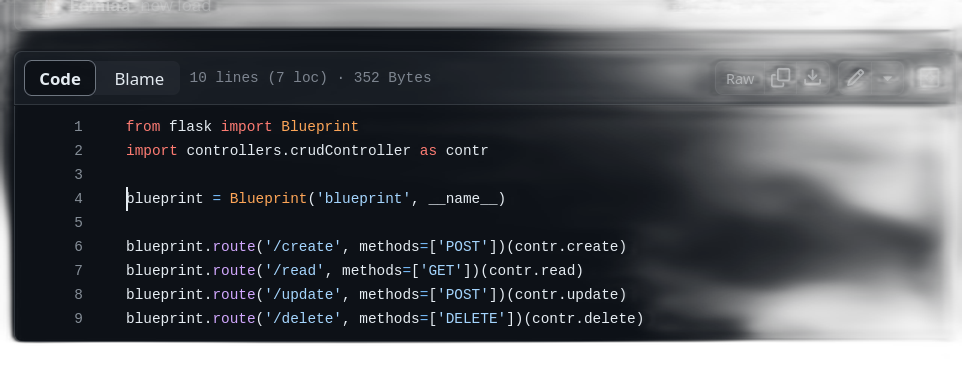 Code Blame 10 lines (7 loc) · 352 Bytes Raw
1 from flask import Blueprint
2 import controllers.crudController as contr
3
4 blueprint = Blueprint('blueprint', __name__)
5
6 blueprint.route('/create', methods=['POST'])(contr.create)
7 blueprint.route('/read', methods=['GET'])(contr.read)
8 blueprint.route('/update', methods=['POST'])(contr.update)
9 blueprint.route('/delete', methods=['DELETE'])(contr.delete)